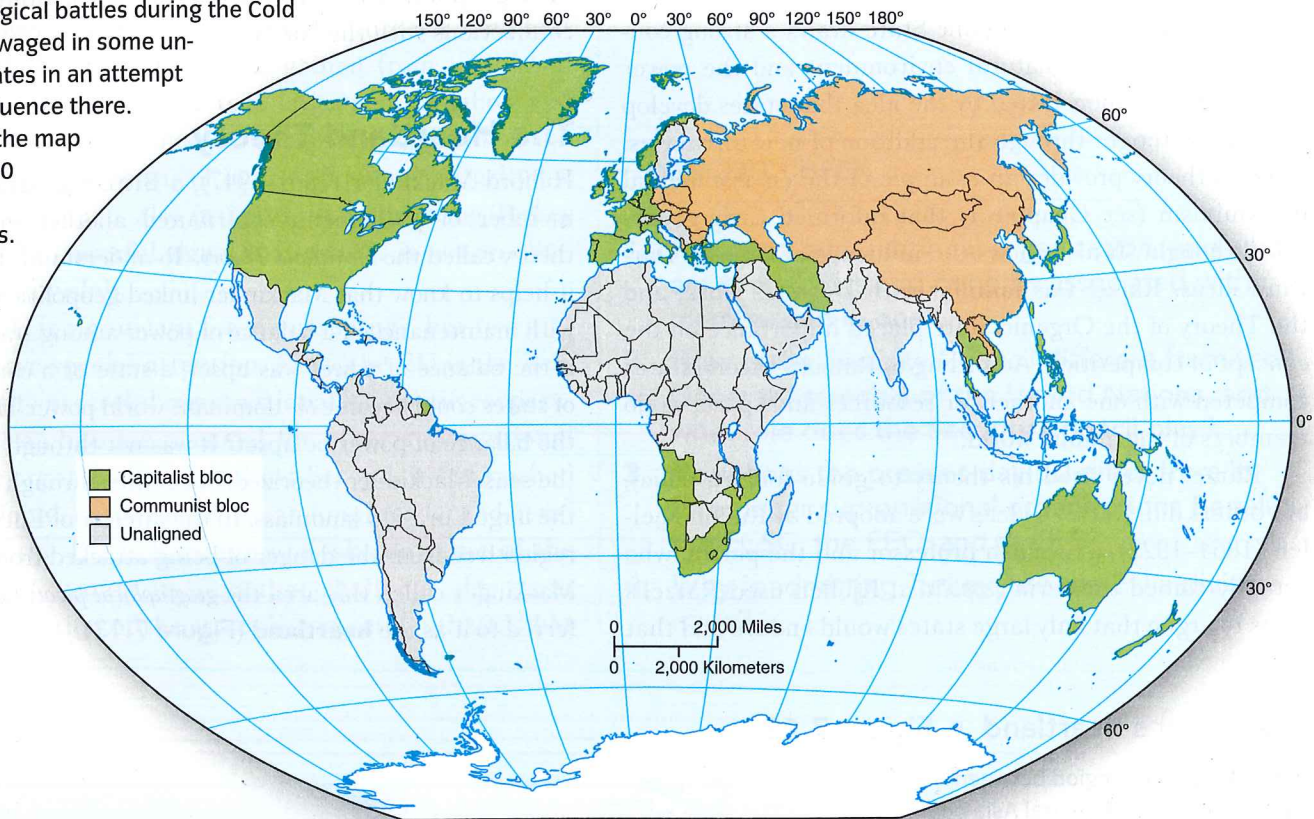 gical battles during the Cold
waged in some un-
ates in an attempt
uence there.
the map
0
s.
150° 120° 90° 60° 30° 0° 30° 60° 90° 120° 150° 180°
60°
30°
0°
30°
60°
Capitalist bloc
Communist bloc
Unaligned
0 2,000 Miles
0 2,000 Kilometers